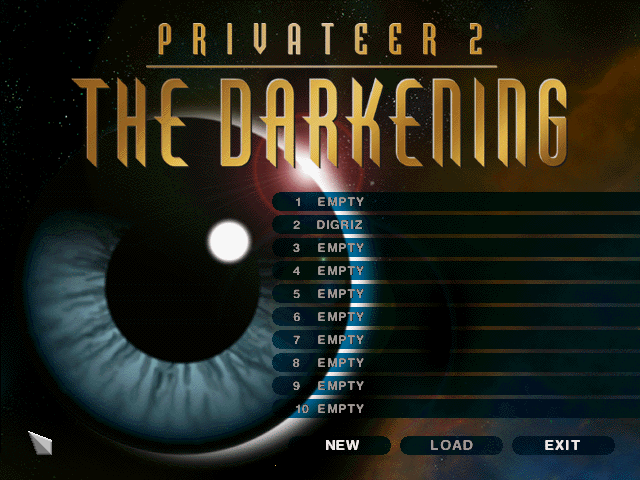 PRIVATEER 2
THE DARKENING
1 EMPTY
2 DIGRIZ
3 EMPTY
4 EMPTY
5 EMPTY
6 EMPTY
7 EMPTY
8 EMPTY
9 EMPTY
10 EMPTY
NEW LOAD EXIT